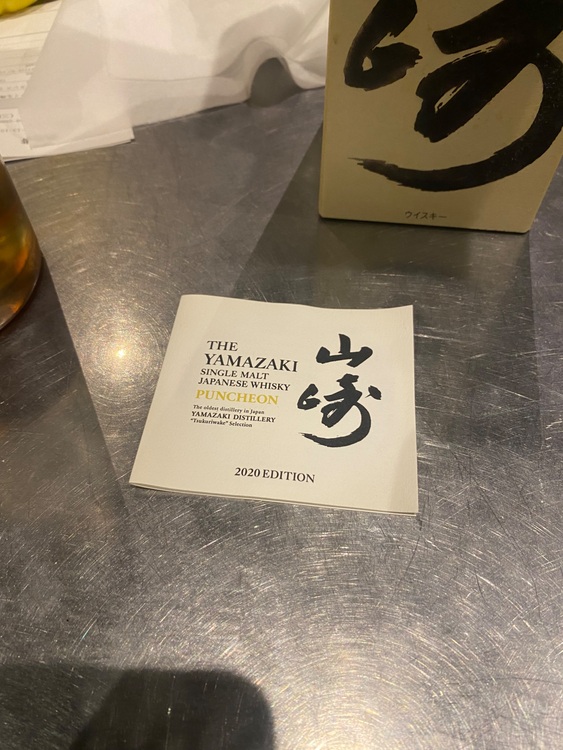 崎
ウイスキー
THE
YAMAZAKI
SINGLE MALT
JAPANESE WHISKY
PUNCHEON
The oldest distillery in Japan
YAMAZAKI DISTILLERY
"Tsukuriwake" Selection
山崎
2020 EDITION